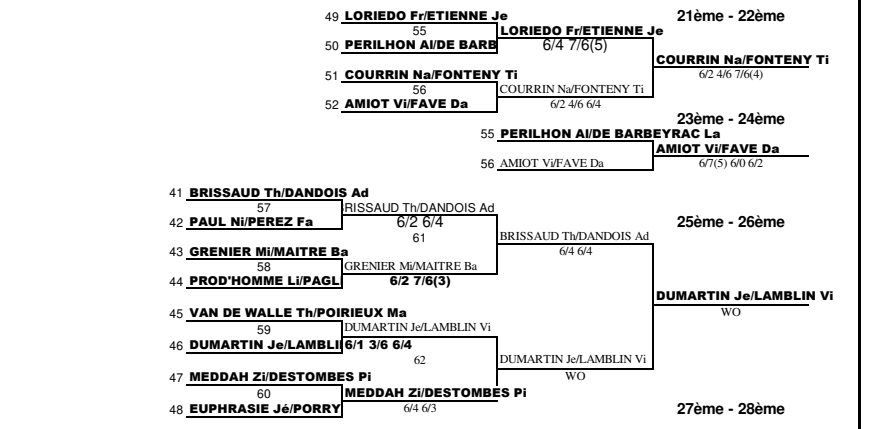 49 LORIEDO Fr/ETIENNE Je 21ème - 22ème
55 LORIEDO Fr/ETIENNE Je
50 PERILHON Al/DE BARB 6/4 7/6(5)
COURRIN Na/FONTENY Ti
51 COURRIN Na/FONTENY Ti 6/2 4/6 7/6(4)
56 COURRIN Na/FONTENY Ti
52 AMIOT Vi/FAVE Da 6/2 4/6 6/4
23ème - 24ème
55 PERILHON Al/DE BARBEYRAC La
AMIOT Vi/FAVE Da
56 AMIOT Vi/FAVE Da 6/7(5) 6/0 6/2
41 BRISSAUD Th/DANDOIS Ad
57 RISSAUD Th/DANDOIS Ad
42 PAUL Ni/PEREZ Fa 6/2 6/4 25ème - 26ème
61 BRISSAUD Th/DANDOIS Ad
43 GRENIER Mi/MAITRE Ba 6/4 6/4
58 GRENIER Mi/MAITRE Ba
44 PROD'HOMME Li/PAGL 6/2 7/6(3)
DUMARTIN Je/LAMBLIN Vi
45 VAN DE WALLE Th/POIRIEUX Ma WO
59 DUMARTIN Je/LAMBLIN Vi
46 DUMARTIN Je/LAMBLI 6/1 3/6 6/4
62 DUMARTIN Je/LAMBLIN Vi
47 MEDDAH Zi/DESTOMBES Pi WO
60 MEDDAH Zi/DESTOMBES Pi
48 EUPHRASIE Jé/PORRY 6/4 6/3 27ème - 28ème